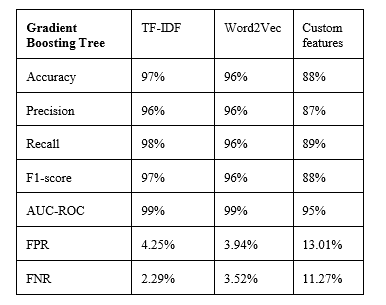 Gradient Boosting Tree TF-IDF Word2Vec Custom features
Accuracy 97% 96% 88%
Precision 96% 96% 87%
Recall 98% 96% 89%
F1-score 97% 96% 88%
AUC-ROC 99% 99% 95%
FPR 4.25% 3.94% 13.01%
FNR 2.29% 3.52% 11.27%